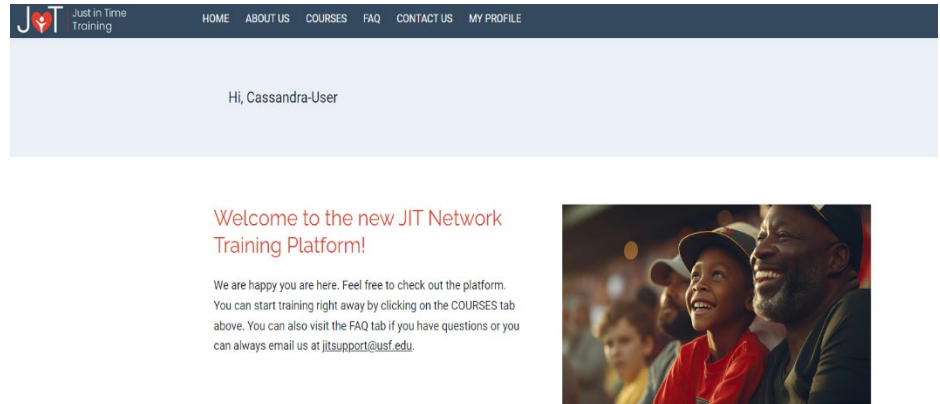 JiT Just in Time
Training
HOME ABOUT US COURSES FAQ CONTACT US MY PROFILE
Hi, Cassandra-User
Welcome to the new JIT Network
Training Platform!
We are happy you are here. Feel free to check out the platform.
You can start training right away by clicking on the COURSES tab
above. You can also visit the FAQ tab if you have questions or you
can always email us at jitsupport@usf.edu.